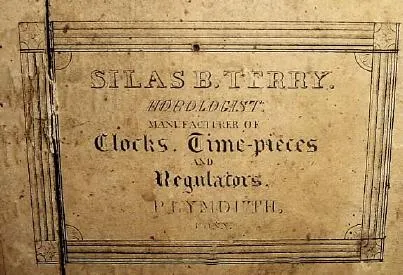 SILAS B. TERRY.
HOROLOGIST.
MANUFACTURER OF
Clocks. Time-pieces
AND
Regulators.
PLYMOUTH,
CONN.